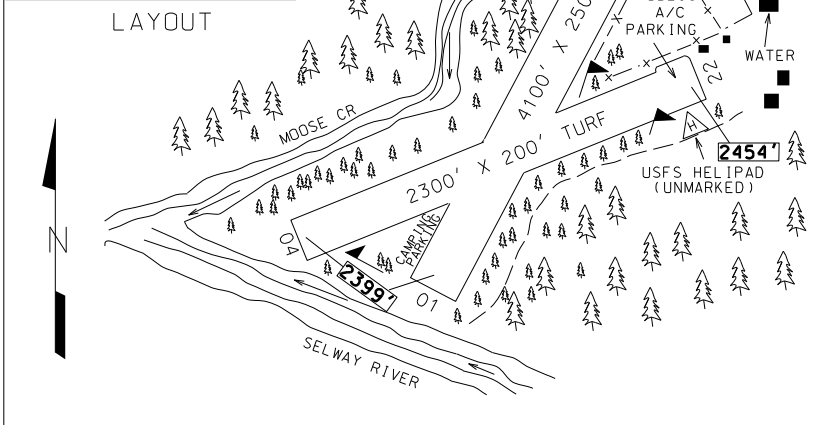 LAYOUT
A/C
PARKING
WATER
22
MOOSE CR
4100' X 250
2300' X 200' TURF
H
2454'
USFS HELIPAD
(UNMARKED)
N
04
CAMPING
PARKING
2399'
01
SELWAY RIVER